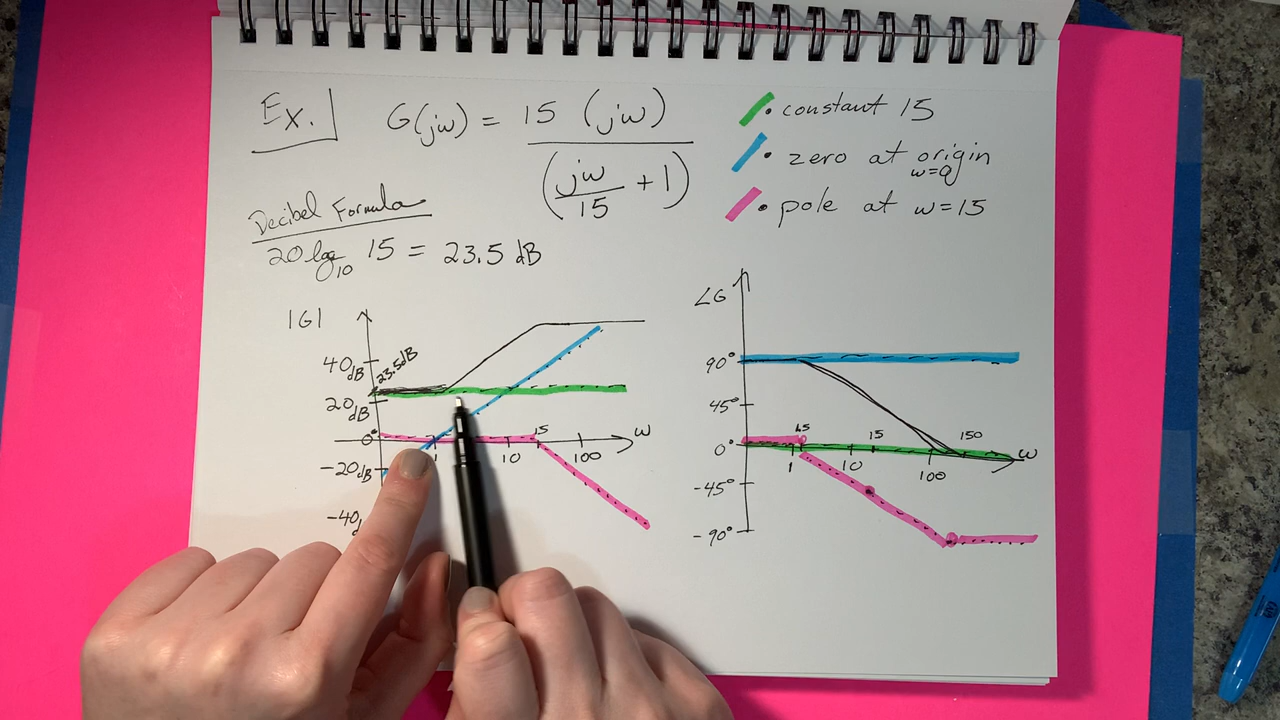 Ex. G(jω) = 15 (jω)
(jω/15 + 1)
• constant 15
• zero at origin
ω=0
• pole at ω=15
Decibel Formula
20 log₁₀ 15 = 23.5 dB
|G|
40dB
23.5dB
20dB
0°
-20dB
-40d
1
10
15
100
ω
∠G
90°
45°
0°
-45°
-90°
1.5
15
150
1
10
100
ω